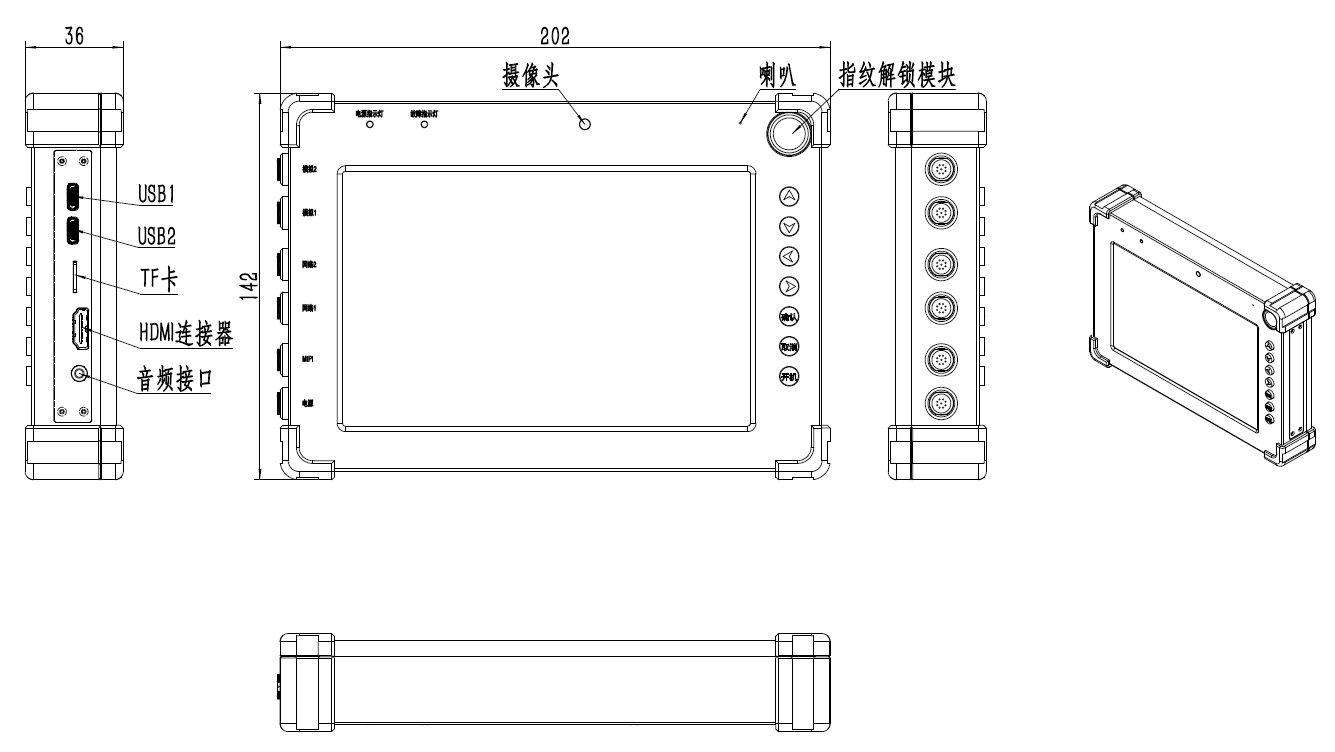 36
202
摄像头
喇叭
指纹解锁模块
电源指示灯
故障指示灯
模拟2
USB1
模拟1
USB2
网络2
TF卡
142
网络1
确认
HDMI连接器
取消
MIPI
音频接口
开机
电源